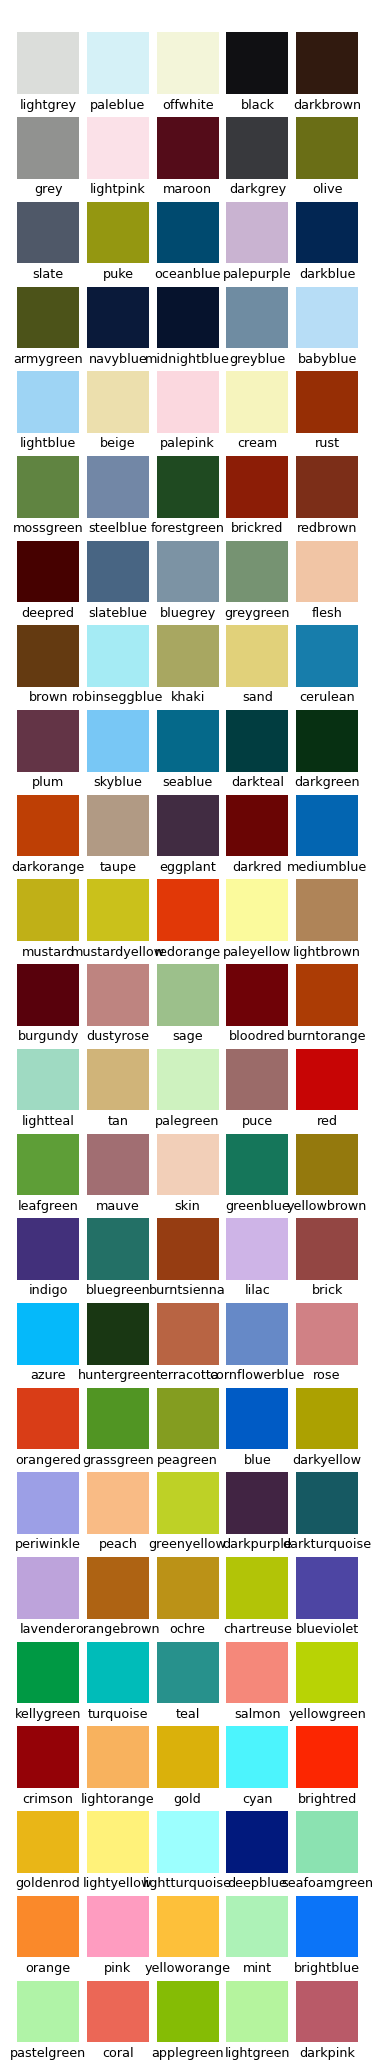 lightgrey paleblue offwhite black darkbrown
grey lightpink maroon darkgrey olive
slate puke oceanblue palepurple darkblue
armygreen navyblue midnightblue greyblue babyblue
lightblue beige palepink cream rust
mossgreen steelblue forestgreen brickred redbrown
deepred slateblue bluegrey greygreen flesh
brown robinseggblue khaki sand cerulean
plum skyblue seablue darkteal darkgreen
darkorange taupe eggplant darkred mediumblue
mustard mustardyellow redorange paleyellow lightbrown
burgundy dustyrose sage bloodred burntorange
lightteal tan palegreen puce red
leafgreen mauve skin greenblue yellowbrown
indigo bluegreen burntsienna lilac brick
azure huntergreen terracotta cornflowerblue rose
orangered grassgreen peagreen blue darkyellow
periwinkle peach greenyellow darkpurple darkturquoise
lavender orangebrown ochre chartreuse blueviolet
kellygreen turquoise teal salmon yellowgreen
crimson lightorange gold cyan brightred
goldenrod lightyellow lightturquoise deepblue seafoamgreen
orange pink yelloworange mint brightblue
pastelgreen coral applegreen lightgreen darkpink